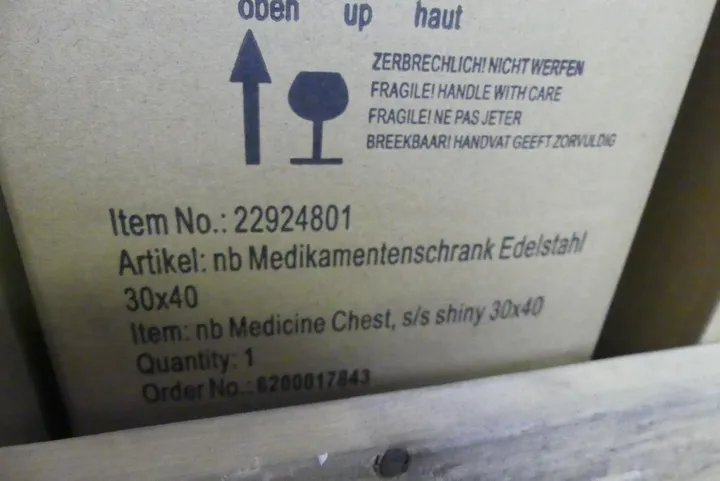 oben up haut
ZERBRECHLICH! NICHT WERFEN
FRAGILE! HANDLE WITH CARE
FRAGILE! NE PAS JETER
BREEKBAAR! HANDVAT GEEFT ZORVULDIG
Item No.: 22924801
Artikel: nb Medikamentenschrank Edelstahl
30x40
Item: nb Medicine Chest, s/s shiny 30x40
Quantity: 1
Order No.: 6200017843